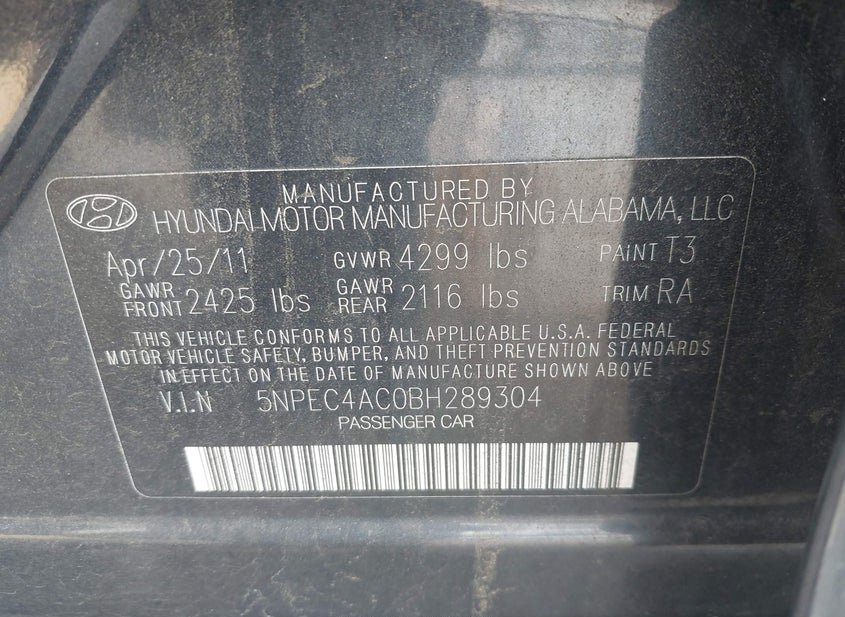 MANUFACTURED BY
HYUNDAI MOTOR MANUFACTURING ALABAMA, LLC
Apr/25/11 GVWR 4299 lbs PAINT T3
GAWR FRONT 2425 lbs GAWR REAR 2116 lbs TRIM RA
THIS VEHICLE CONFORMS TO ALL APPLICABLE U.S.A. FEDERAL
MOTOR VEHICLE SAFETY, BUMPER, AND THEFT PREVENTION STANDARDS
IN EFFECT ON THE DATE OF MANUFACTURE SHOWN ABOVE
V.I.N 5NPEC4AC0BH289304
PASSENGER CAR